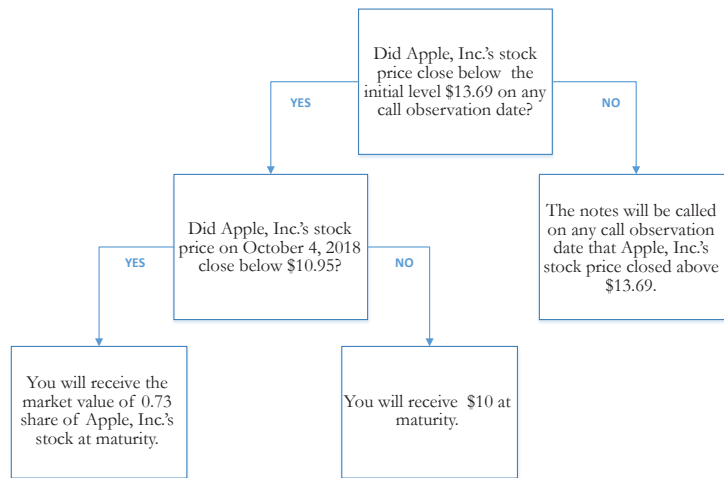 Did Apple, Inc.'s stock
price close below the
initial level $13.69 on any
call observation date?
YES
NO
Did Apple, Inc.'s stock
price on October 4, 2018
close below $10.95?
The notes will be called
on any call observation
date that Apple, Inc.'s
stock price closed above
$13.69.
YES
NO
You will receive the
market value of 0.73
share of Apple, Inc.'s
stock at maturity.
You will receive $10 at
maturity.